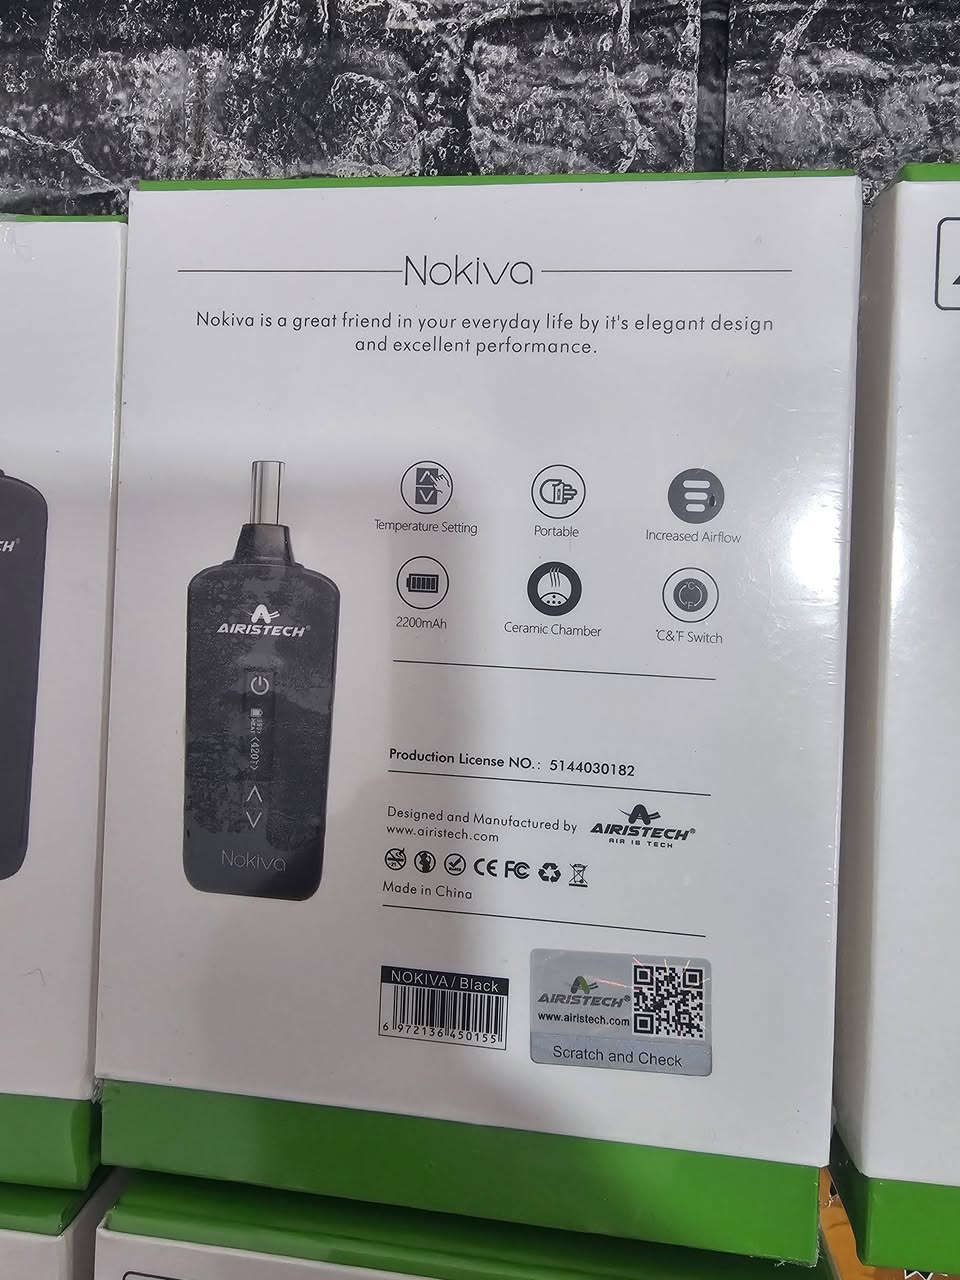 Nokiva
Nokiva is a great friend in your everyday life by it's elegant design
and excellent performance.
Temperature Setting
Portable
Increased Airflow
2200mAh
Ceramic Chamber
°C&°F Switch
AIRISTECH®
Nokiva
Production License NO.: 5144030182
Designed and Manufactured by
www.airistech.com
AIRISTECH®
AIR IS TECH
CE FC
Made in China
NOKIVA/Black
6 972136 450155
AIRISTECH®
www.airistech.com
Scratch and Check
CH®